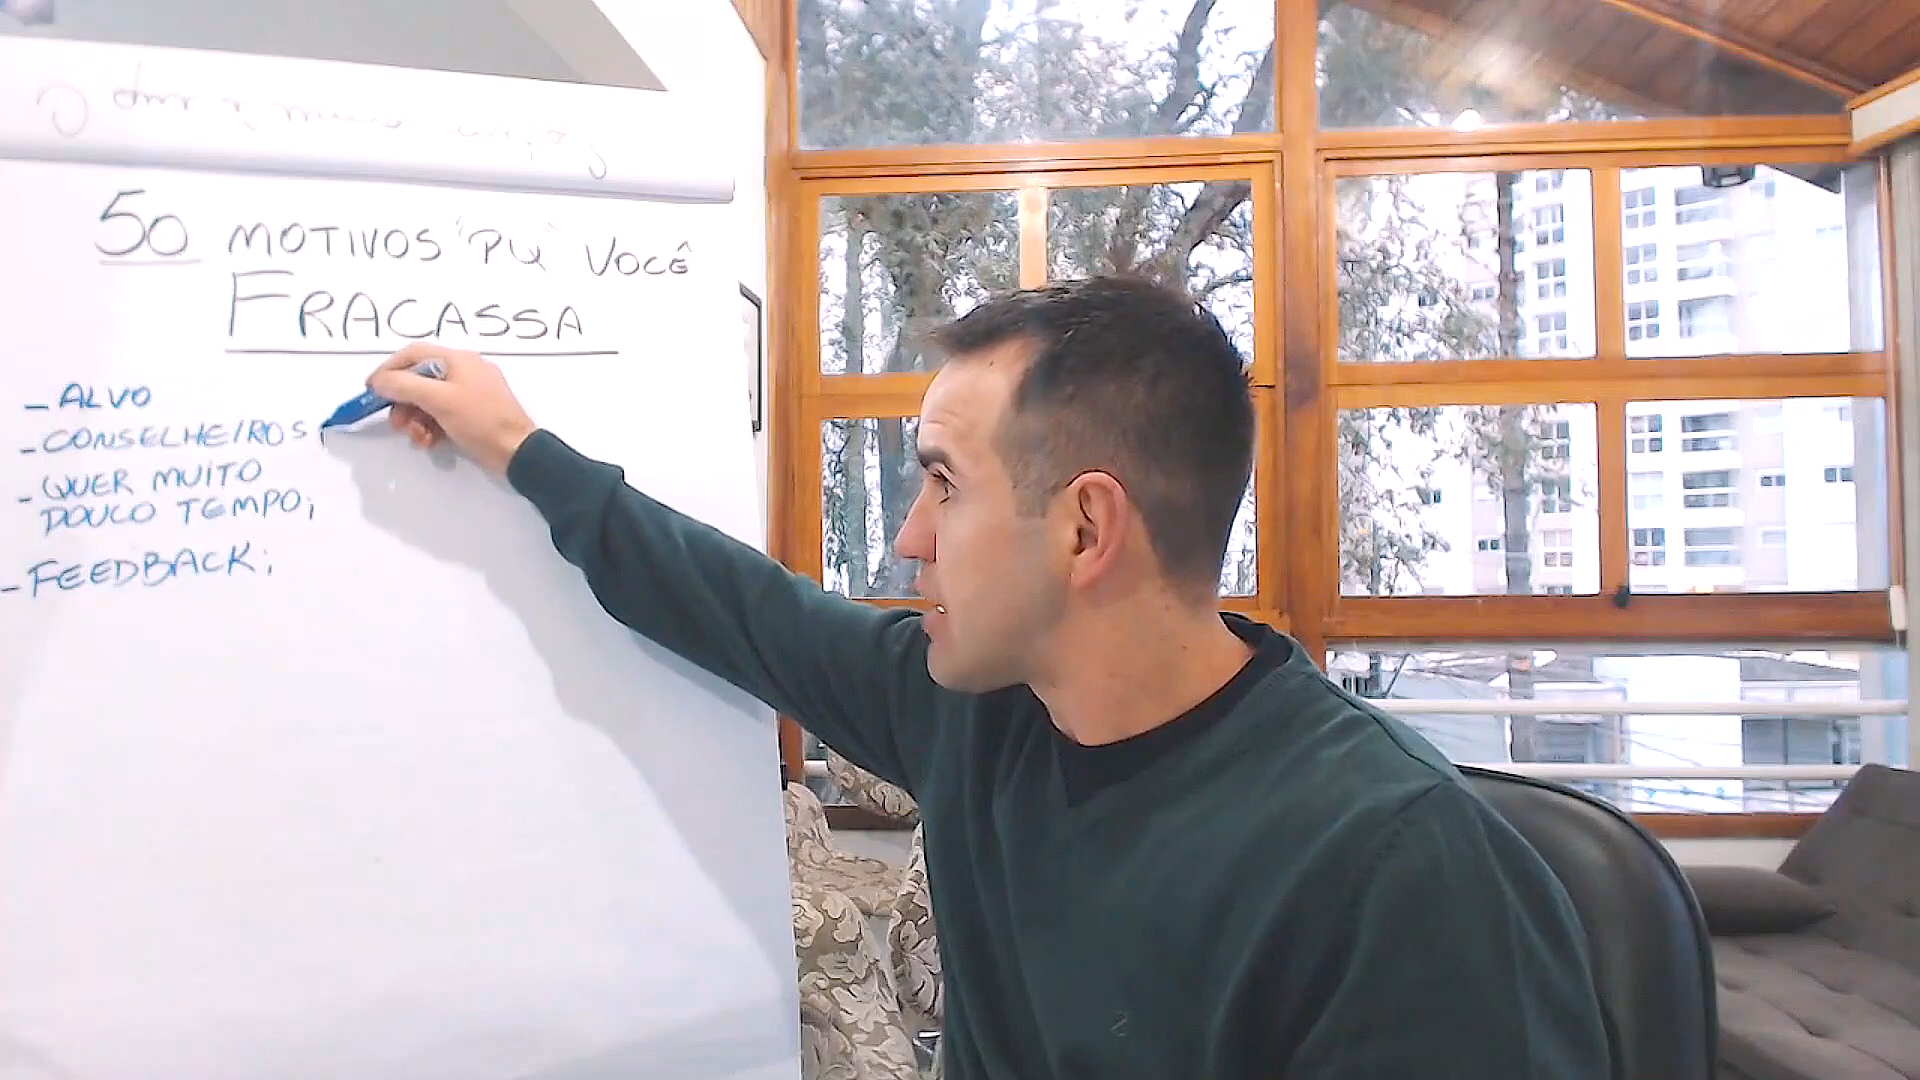 50 MOTIVOS "PQ" VOCÊ
FRACASSA
- ALVO
- CONSELHEIROS
- QUER MUITO
POUCO TEMPO;
- FEEDBACK;